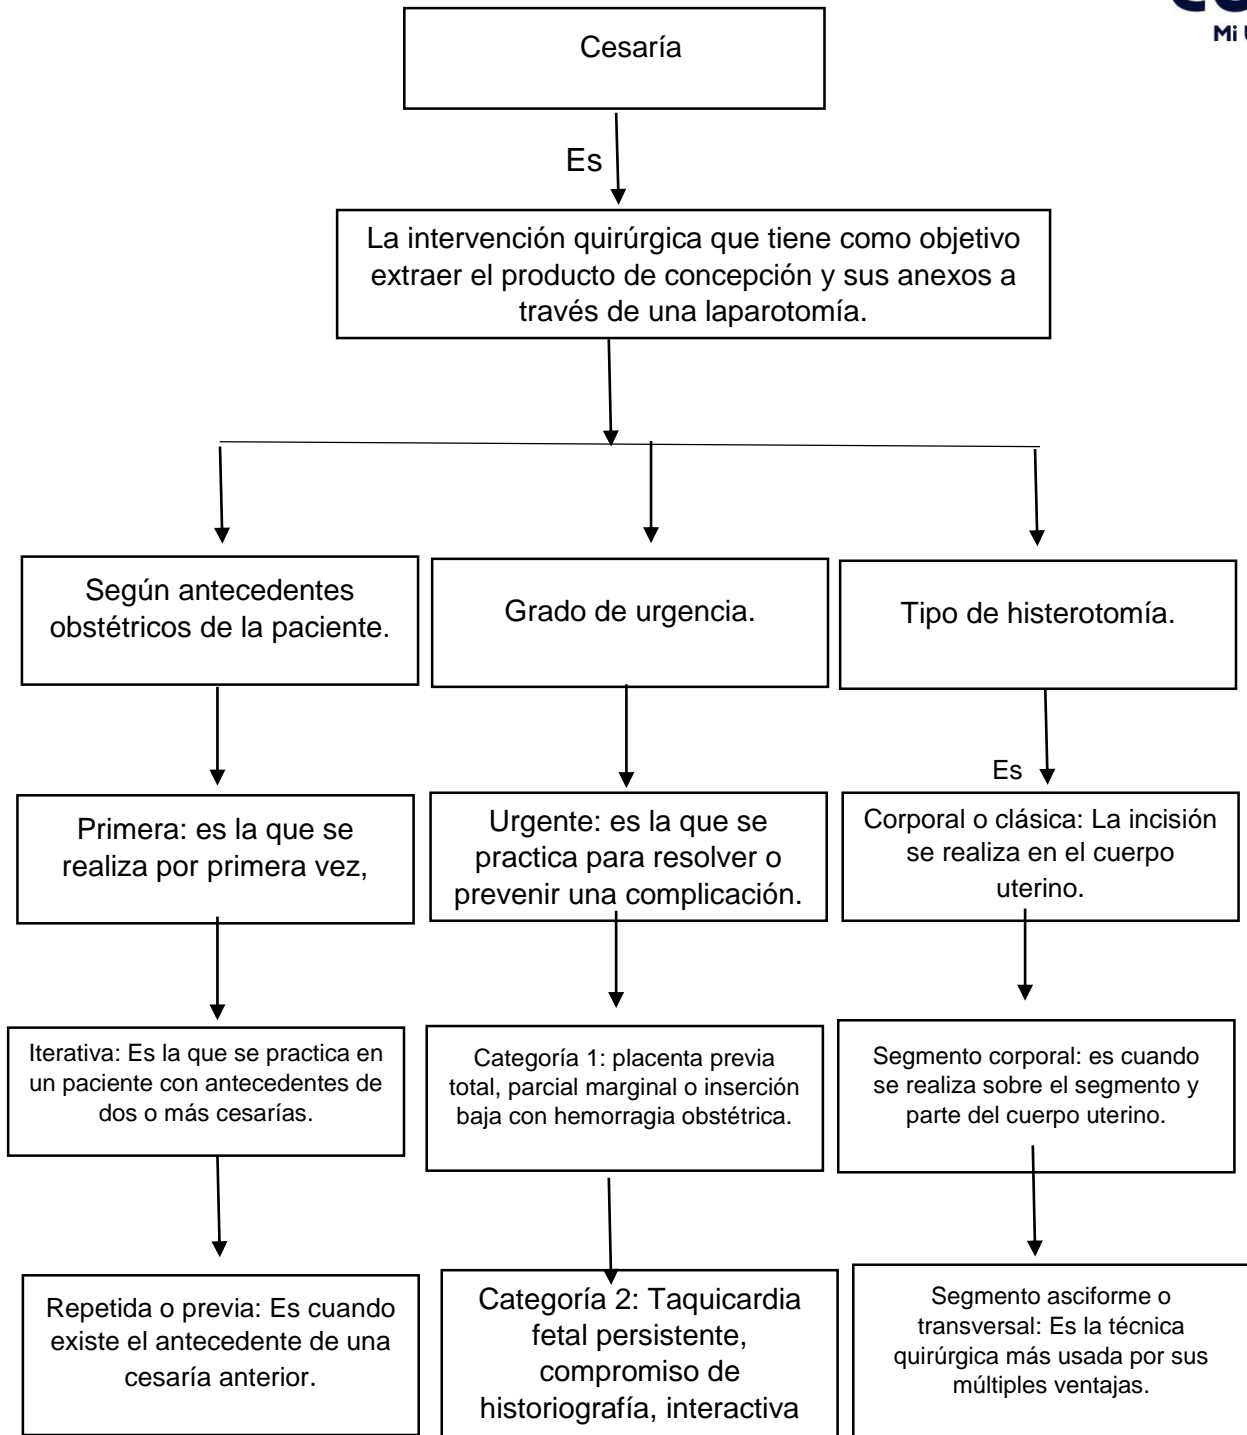 Mi
Cesaría
Es
La intervención quirúrgica que tiene como objetivo
extraer el producto de concepción y sus anexos a
través de una laparotomía.
Según antecedentes
obstétricos de la paciente.
Grado de urgencia.
Tipo de histerotomía.
Es
Primera: es la que se
realiza por primera vez,
Urgente: es la que se
practica para resolver o
prevenir una complicación.
Corporal o clásica: La incisión
se realiza en el cuerpo
uterino.
Iterativa: Es la que se practica en
un paciente con antecedentes de
dos o más cesarías.
Categoría 1: placenta previa
total, parcial marginal o inserción
baja con hemorragia obstétrica.
Segmento corporal: es cuando
se realiza sobre el segmento y
parte del cuerpo uterino.
Repetida o previa: Es cuando
existe el antecedente de una
cesaría anterior.
Categoría 2: Taquicardia
fetal persistente,
compromiso de
historiografía, interactiva
Segmento asciforme o
transversal: Es la técnica
quirúrgica más usada por sus
múltiples ventajas.